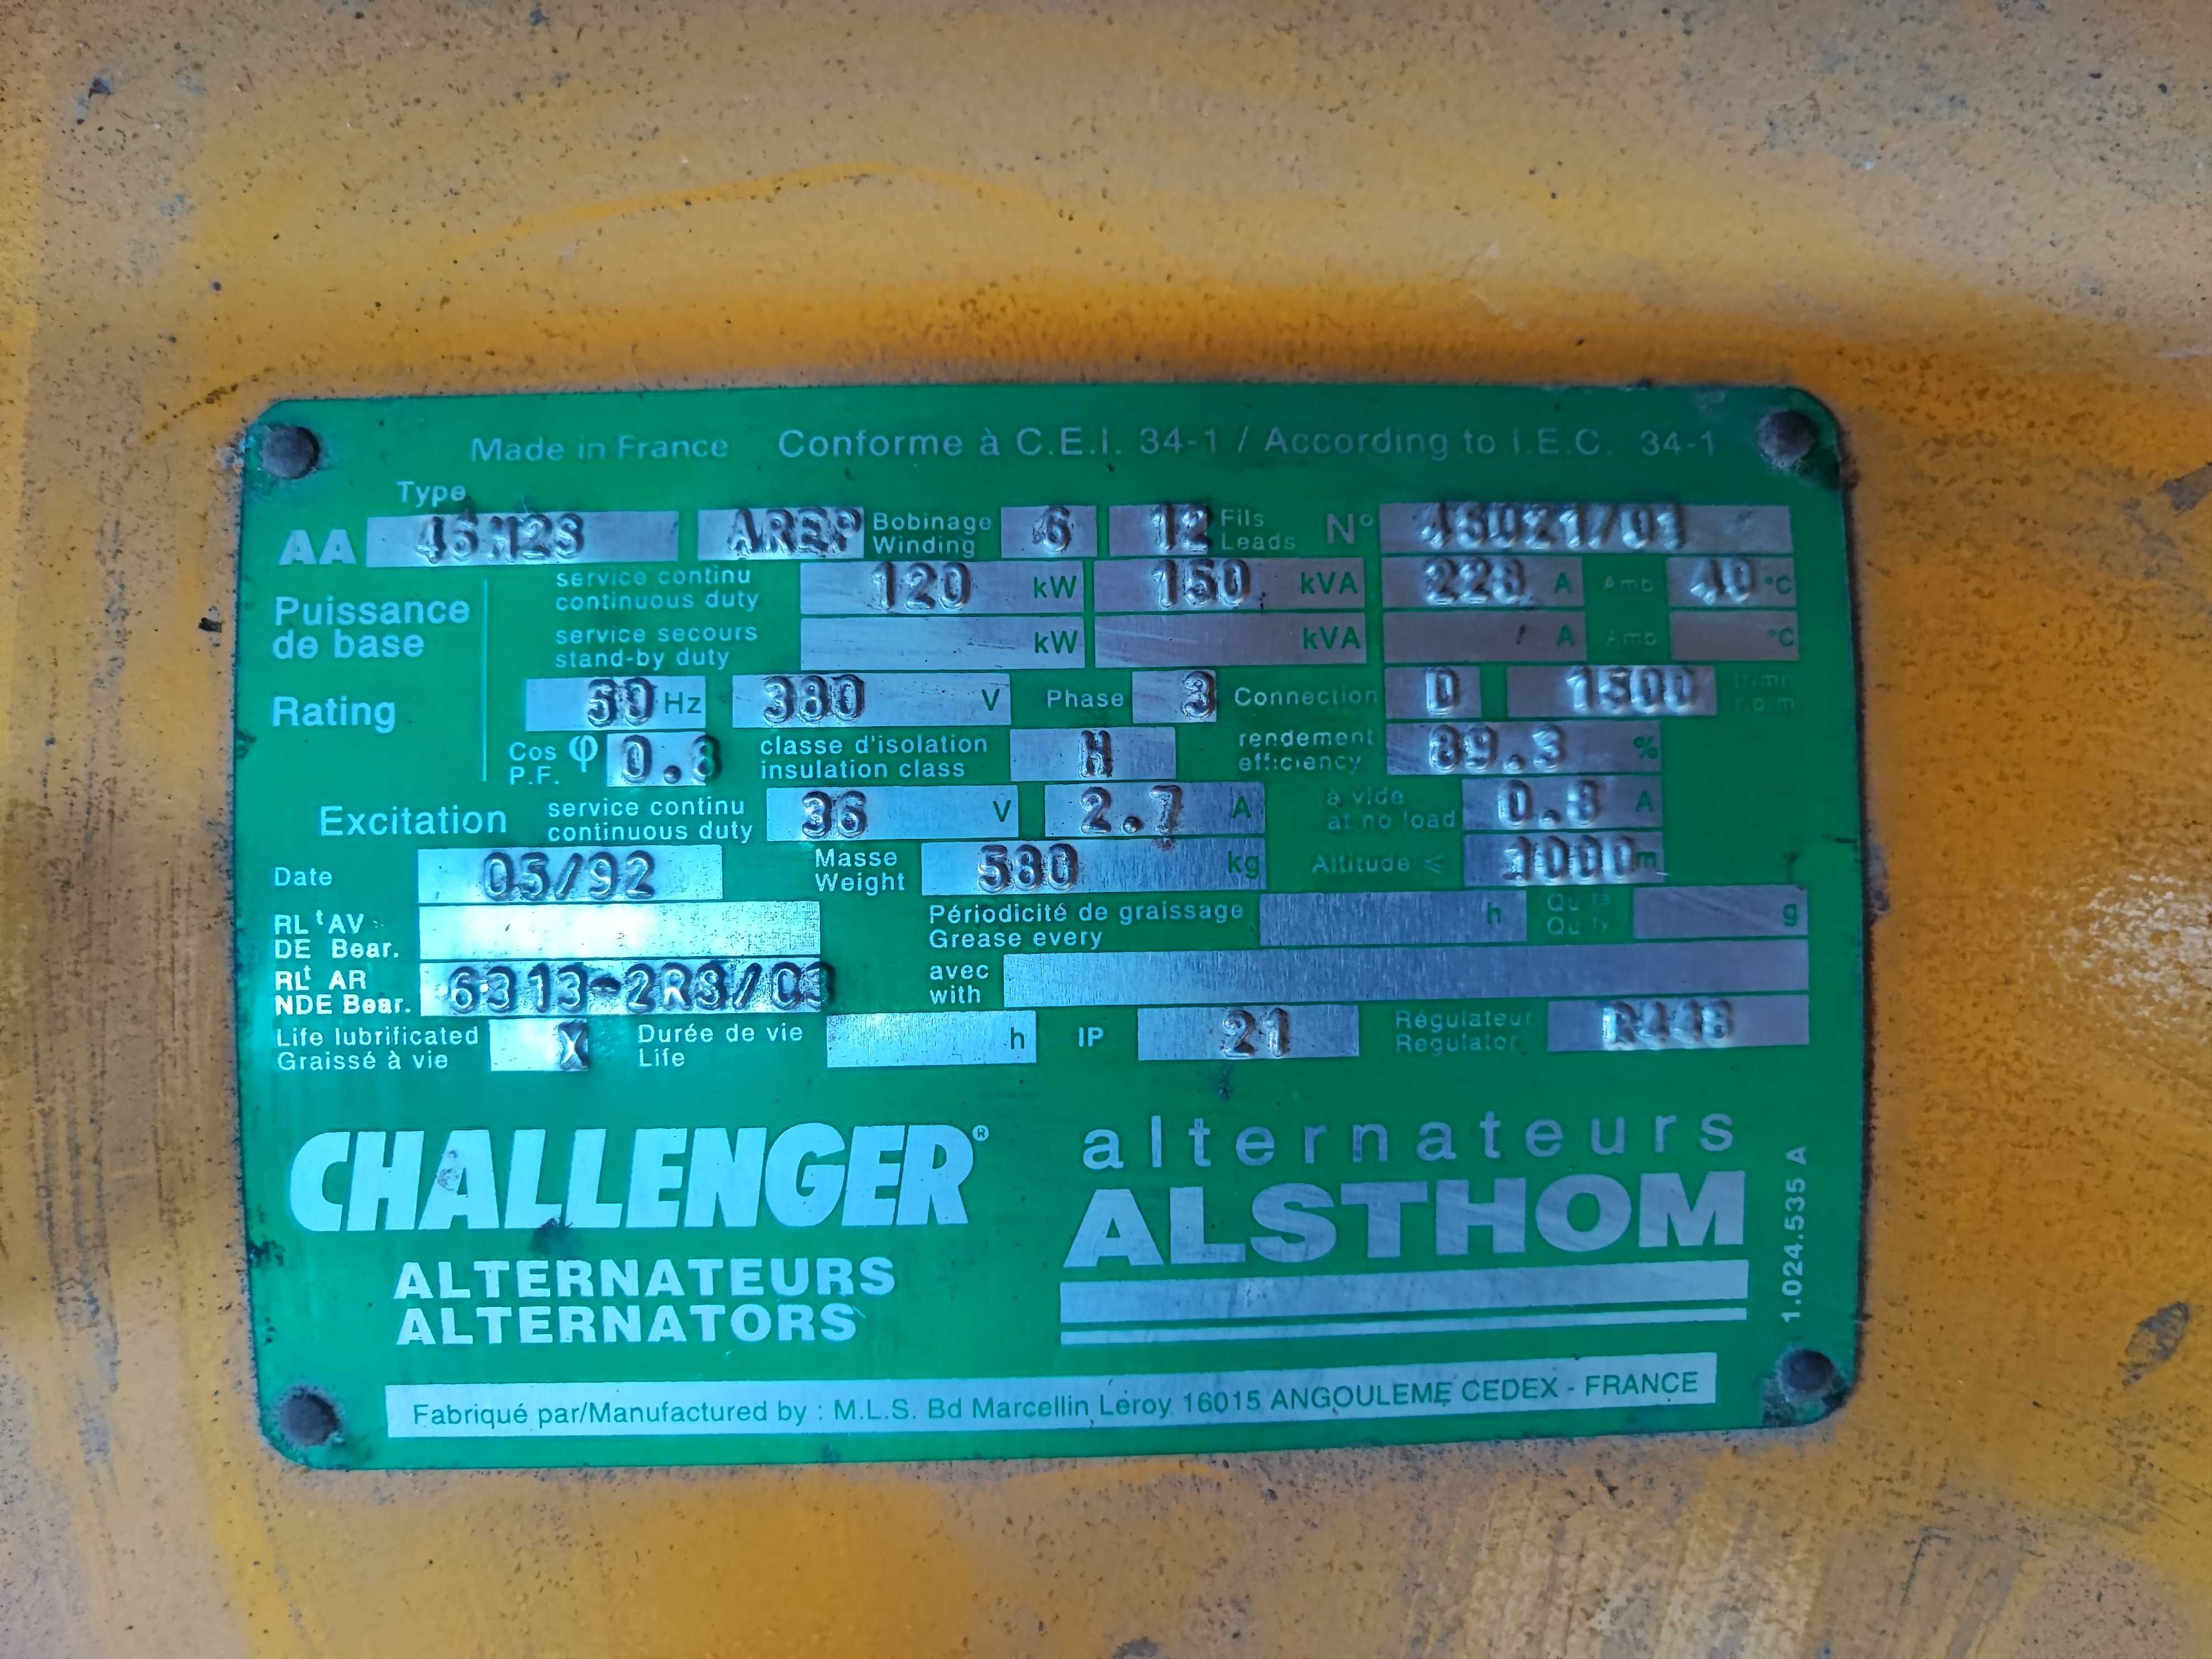 Made in France Conforme à C.E.I. 34-1 / According to I.E.C. 34-1
Type
AA 46M2S AREP Bobinage Winding 6 12 Fils Leads N° 46021/01
Puissance de base service continu continuous duty 120 kW 150 kVA 228 A Amb 40 °C
service secours stand-by duty kW kVA A Amb °C
Rating 50 Hz 380 V Phase 3 Connection D 1500 tr/mn r.p.m
Cos φ P.F. 0.8 classe d'isolation insulation class H rendement efficiency 89.3 %
Excitation service continu continuous duty 36 V 2.7 A à vide at no load 0.8 A
Date 05/92 Masse Weight 580 kg Altitude ≤ 1000 m
RLt AV DE Bear. Périodicité de graissage Grease every h g
RLt AR NDE Bear. 6313-2RS/C3 avec with
Life lubrificated Graissé à vie X Durée de vie Life h IP 21 Régulateur Regulator R448
CHALLENGER® alternateurs
ALTERNATEURS ALSTHOM
ALTERNATORS
1.024.535 A
Fabriqué par/Manufactured by : M.L.S. Bd Marcellin Leroy 16015 ANGOULEME CEDEX - FRANCE